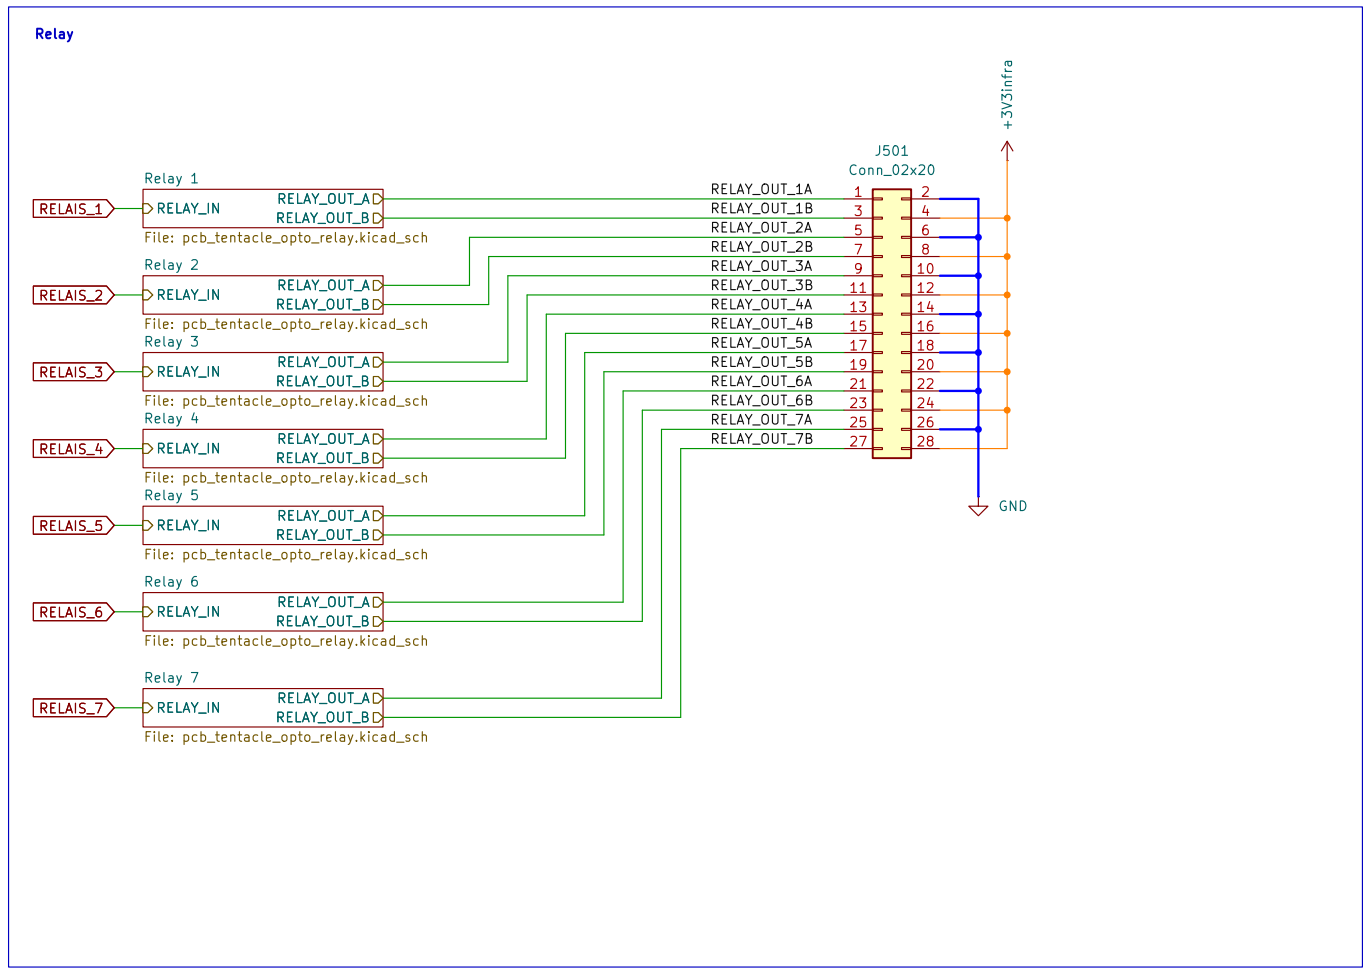 Relay
+3V3infra
J501
Conn_02x20
Relay 1
RELAIS_1
RELAY_IN
RELAY_OUT_A
RELAY_OUT_B
File: pcb_tentacle_opto_relay.kicad_sch
Relay 2
RELAIS_2
RELAY_IN
RELAY_OUT_A
RELAY_OUT_B
File: pcb_tentacle_opto_relay.kicad_sch
Relay 3
RELAIS_3
RELAY_IN
RELAY_OUT_A
RELAY_OUT_B
File: pcb_tentacle_opto_relay.kicad_sch
Relay 4
RELAIS_4
RELAY_IN
RELAY_OUT_A
RELAY_OUT_B
File: pcb_tentacle_opto_relay.kicad_sch
Relay 5
RELAIS_5
RELAY_IN
RELAY_OUT_A
RELAY_OUT_B
File: pcb_tentacle_opto_relay.kicad_sch
Relay 6
RELAIS_6
RELAY_IN
RELAY_OUT_A
RELAY_OUT_B
File: pcb_tentacle_opto_relay.kicad_sch
Relay 7
RELAIS_7
RELAY_IN
RELAY_OUT_A
RELAY_OUT_B
File: pcb_tentacle_opto_relay.kicad_sch
RELAY_OUT_1A 1 2
RELAY_OUT_1B 3 4
RELAY_OUT_2A 5 6
RELAY_OUT_2B 7 8
RELAY_OUT_3A 9 10
RELAY_OUT_3B 11 12
RELAY_OUT_4A 13 14
RELAY_OUT_4B 15 16
RELAY_OUT_5A 17 18
RELAY_OUT_5B 19 20
RELAY_OUT_6A 21 22
RELAY_OUT_6B 23 24
RELAY_OUT_7A 25 26
RELAY_OUT_7B 27 28
GND